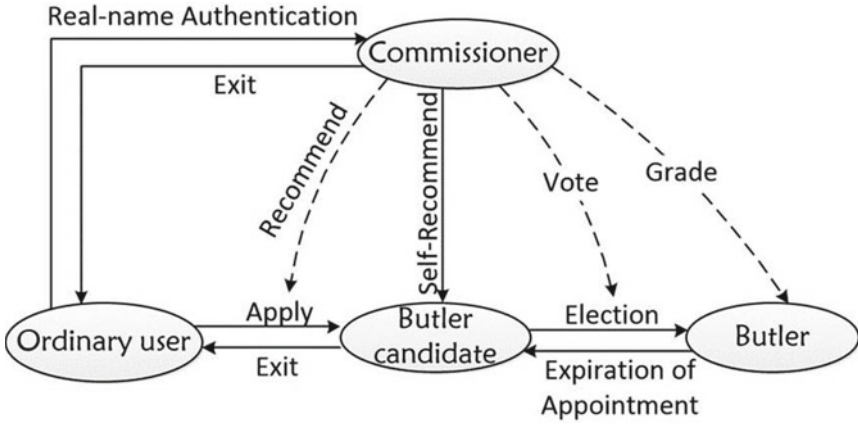 Real-name Authentication
Commissioner
Exit
Recommend
Self-Recommend
Vote
Grade
Ordinary user
Apply
Exit
Butler
candidate
Election
Expiration of
Appointment
Butler